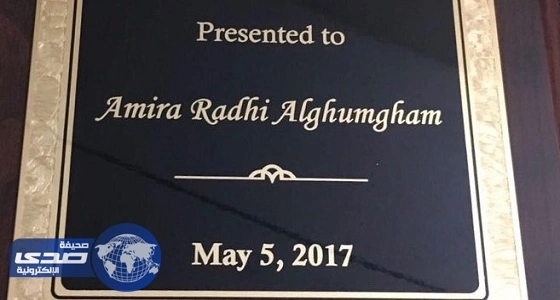 Presented to
Amira Radhi Alghumgham
May 5, 2017
صحيفة
صدى
الإلكترونية